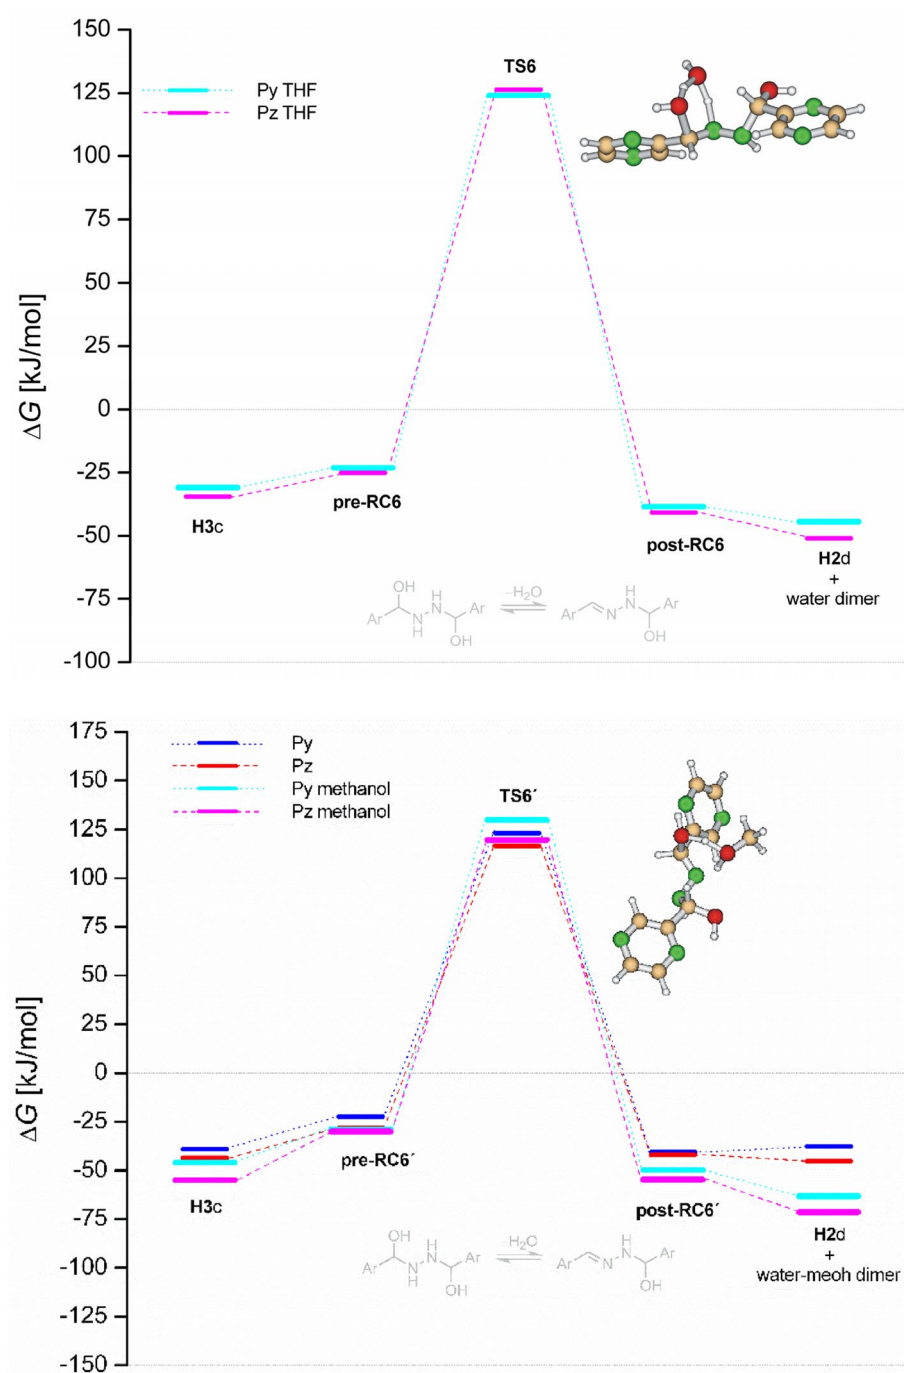 150
125
100
75
50
25
0
-25
-50
-75
-100
ΔG [kJ/mol]
Py THF
Pz THF
TS6
H3c
pre-RC6
post-RC6
H2d
+
water dimer
OH
H
N
Ar
N
H
Ar
OH
–H2O
Ar
N
H
N
Ar
OH
175
150
125
100
75
50
25
0
-25
-50
-75
-100
-125
-150
ΔG [kJ/mol]
Py
Pz
Py methanol
Pz methanol
TS6´
H3c
pre-RC6´
post-RC6´
H2d
+
water-meoh dimer
OH
H
N
Ar
N
H
Ar
OH
–H2O
Ar
N
H
N
Ar
OH